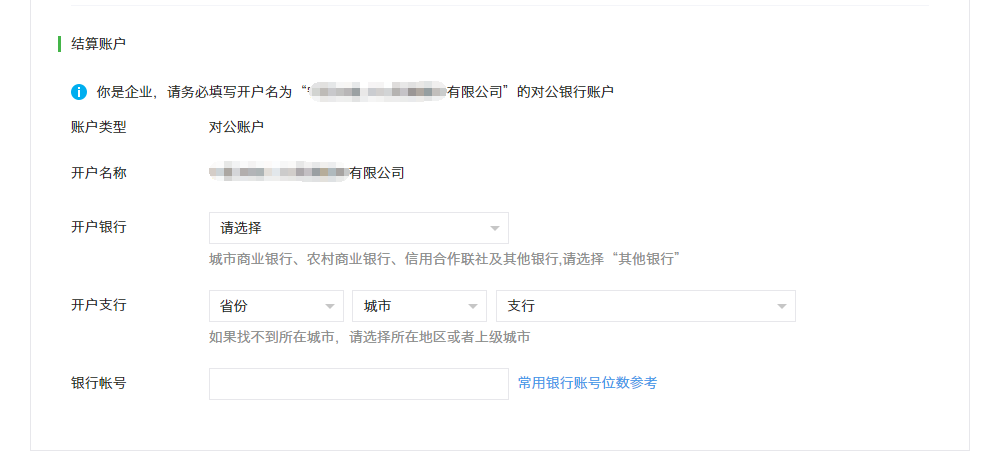 结算账户
你是企业，请务必填写开户名为“有限公司”的对公银行账户
账户类型 对公账户
开户名称 有限公司
开户银行 请选择
城市商业银行、农村商业银行、信用合作联社及其他银行,请选择“其他银行”
开户支行 省份 城市 支行
如果找不到所在城市，请选择所在地区或者上级城市
银行帐号 常用银行账号位数参考